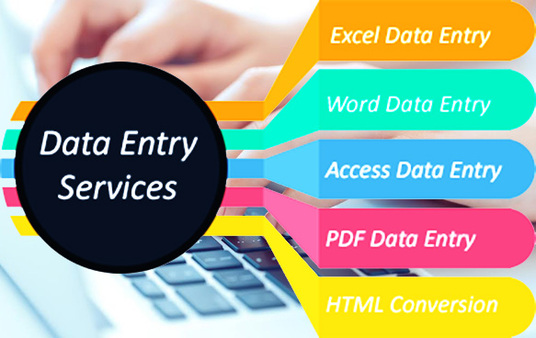 Data Entry
Services
Excel Data Entry
Word Data Entry
Access Data Entry
PDF Data Entry
HTML Conversion